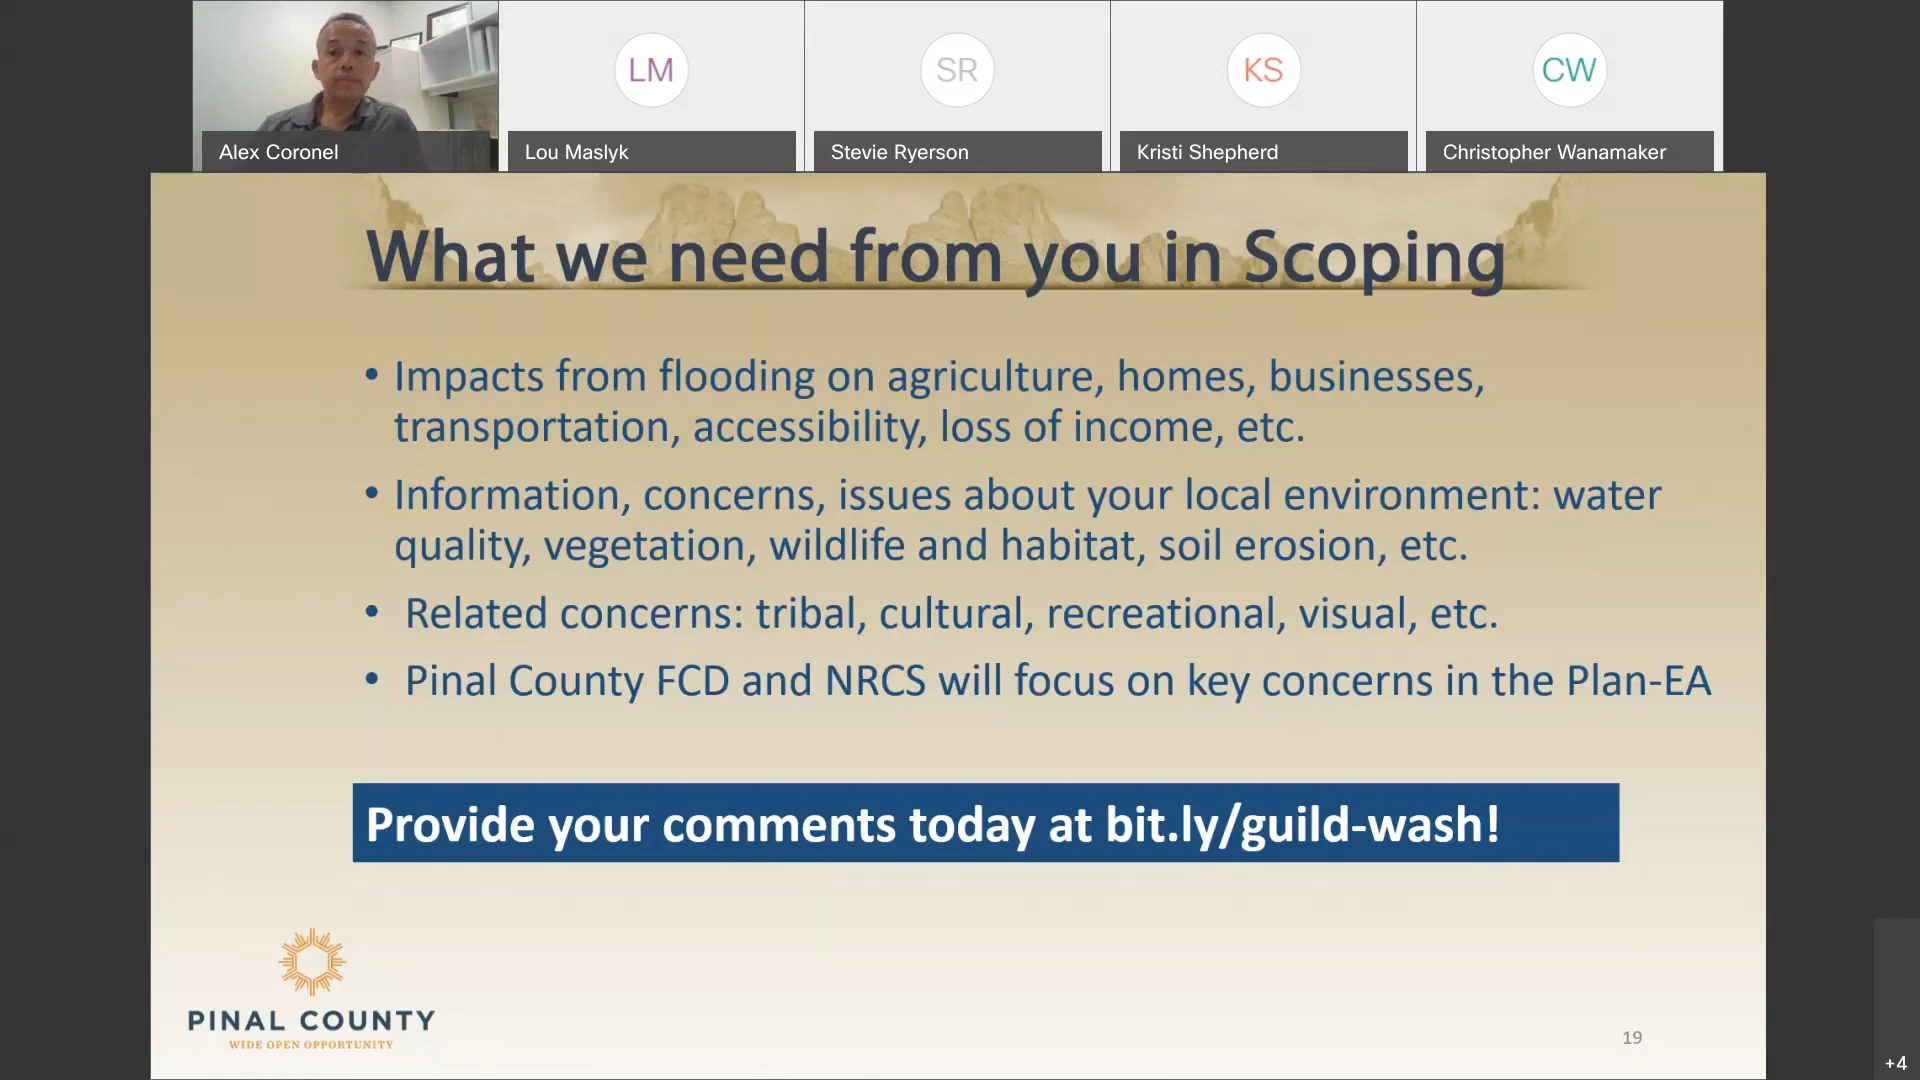 LM
SR
KS
CW
Alex Coronel
Lou Maslyk
Stevie Ryerson
Kristi Shepherd
Christopher Wanamaker
What we need from you in Scoping
• Impacts from flooding on agriculture, homes, businesses,
transportation, accessibility, loss of income, etc.
• Information, concerns, issues about your local environment: water
quality, vegetation, wildlife and habitat, soil erosion, etc.
• Related concerns: tribal, cultural, recreational, visual, etc.
• Pinal County FCD and NRCS will focus on key concerns in the Plan-EA
Provide your comments today at bit.ly/guild-wash!
PINAL COUNTY
WIDE OPEN OPPORTUNITY
19
+4